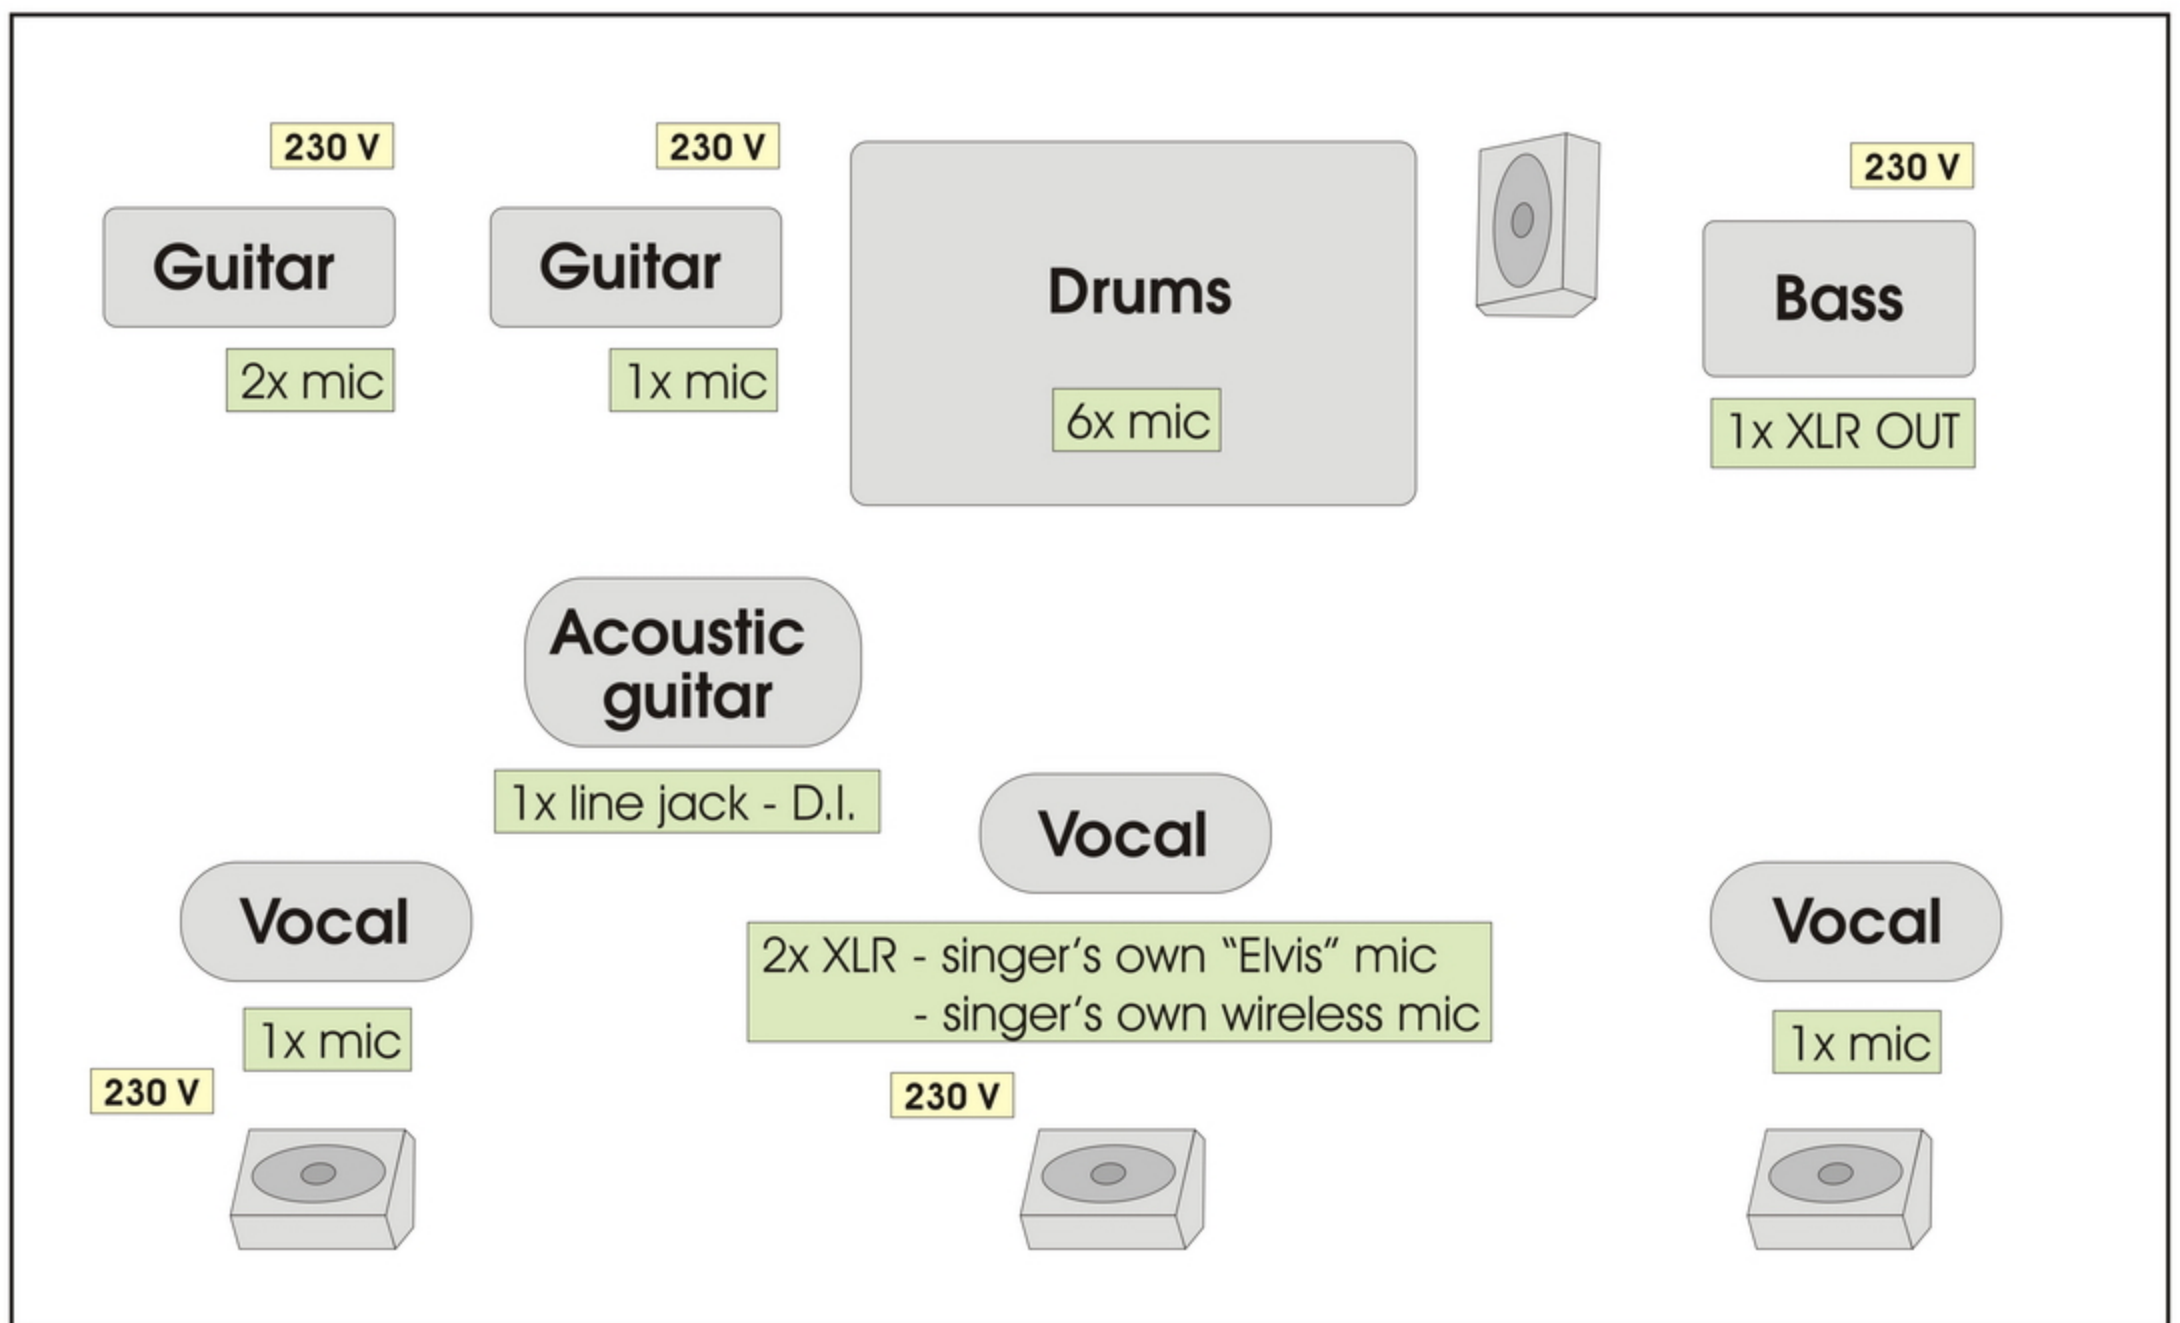 230 V
230 V
230 V
Guitar
Guitar
Drums
Bass
2x mic
1x mic
6x mic
1x XLR OUT
Acoustic
guitar
1x line jack - D.I.
Vocal
Vocal
Vocal
2x XLR - singer's own “Elvis” mic
- singer's own wireless mic
1x mic
1x mic
230 V
230 V